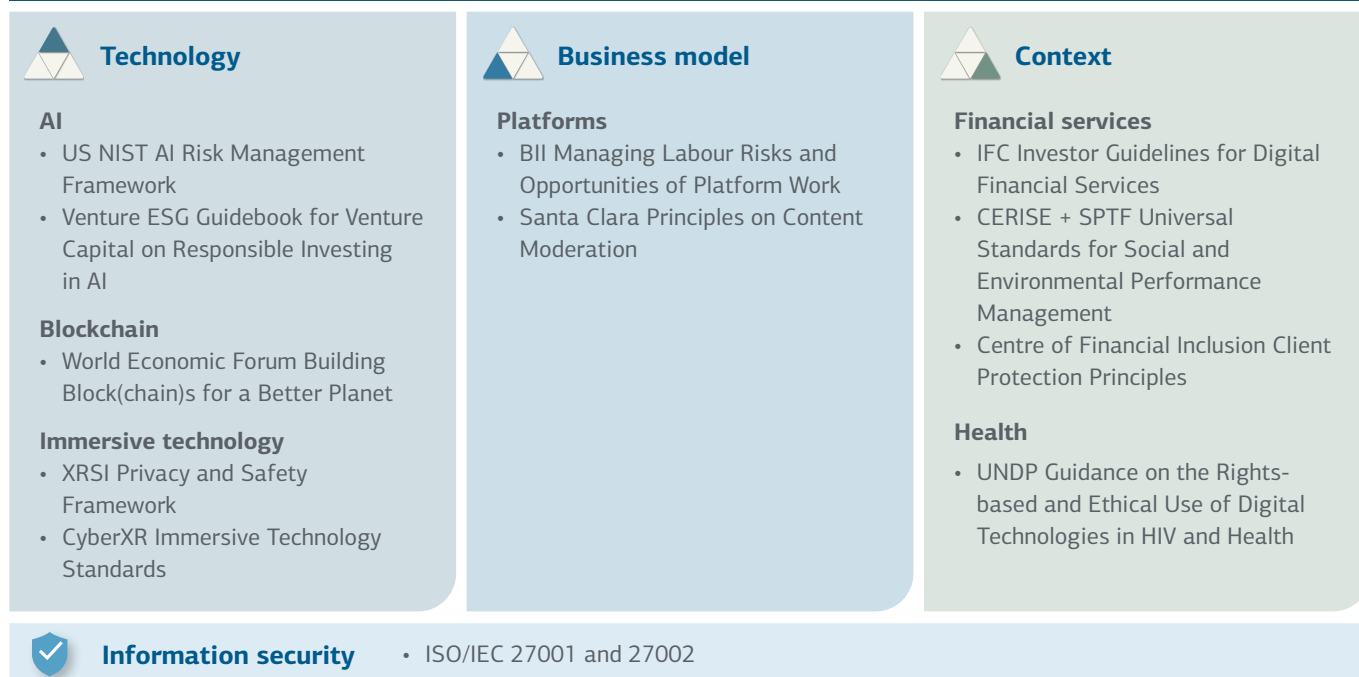 Technology
AI
• US NIST AI Risk Management
Framework
• Venture ESG Guidebook for Venture
Capital on Responsible Investing
in AI
Blockchain
• World Economic Forum Building
Block(chain)s for a Better Planet
Immersive technology
• XRSI Privacy and Safety
Framework
• CyberXR Immersive Technology
Standards
Business model
Platforms
• BII Managing Labour Risks and
Opportunities of Platform Work
• Santa Clara Principles on Content
Moderation
Context
Financial services
• IFC Investor Guidelines for Digital
Financial Services
• CERISE + SPTF Universal
Standards for Social and
Environmental Performance
Management
• Centre of Financial Inclusion Client
Protection Principles
Health
• UNDP Guidance on the Rights-
based and Ethical Use of Digital
Technologies in HIV and Health
Information security • ISO/IEC 27001 and 27002